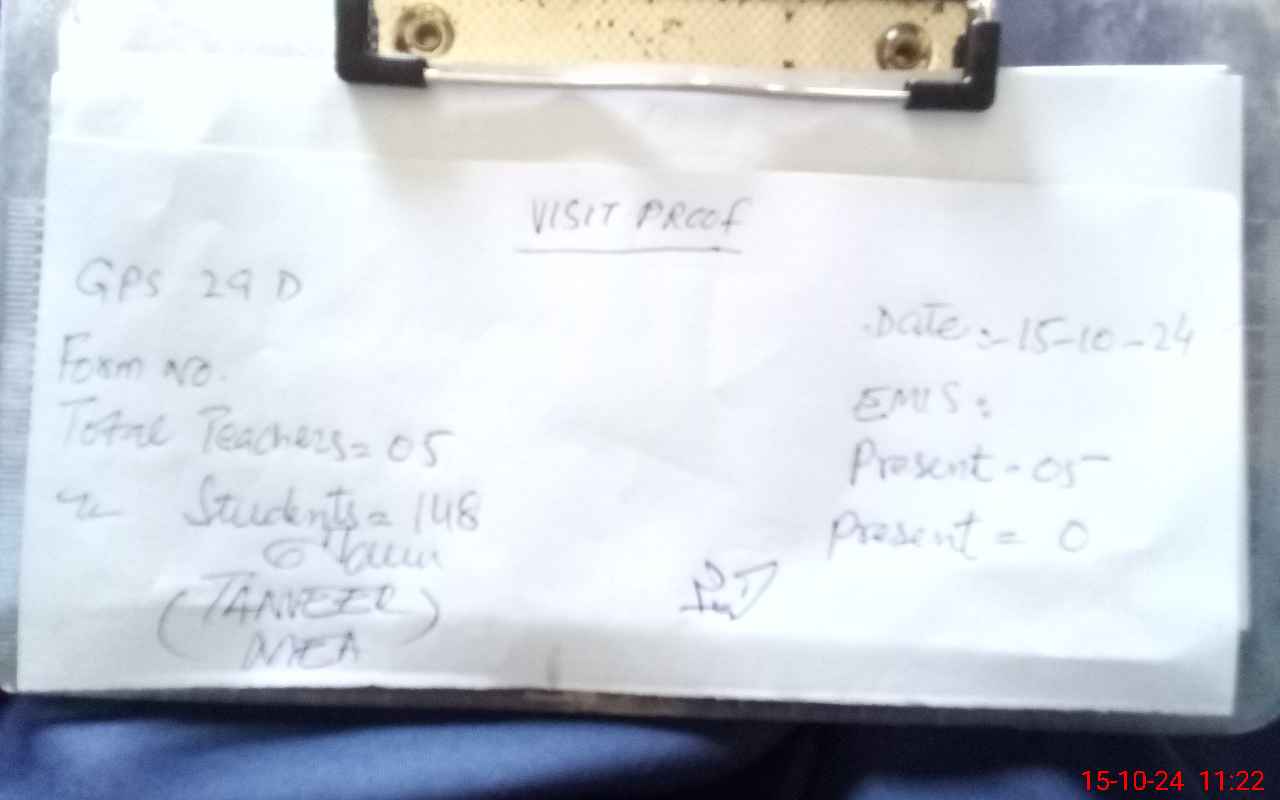 VISIT PROOF
GPS 29 D
Date :- 15-10-24
Form No.
EMIS :
Total Teachers = 05
Present - 05
Students = 148
Present = 0
(TANVEER)
MEA
15-10-24 11:22